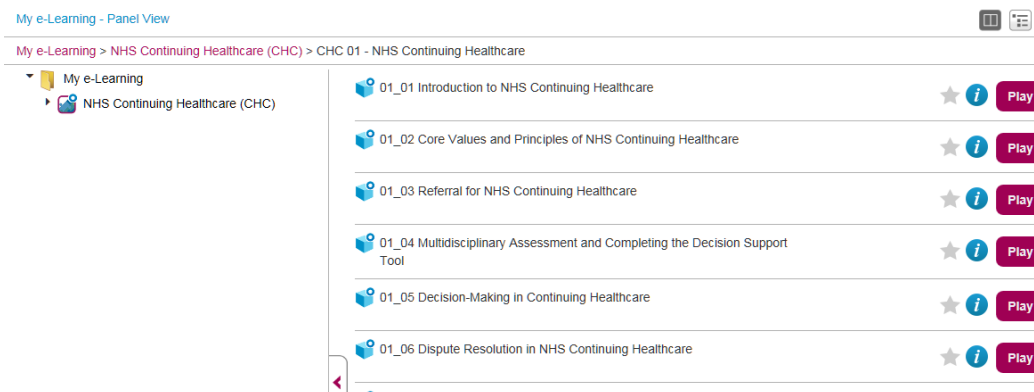 My e-Learning - Panel View
My e-Learning > NHS Continuing Healthcare (CHC) > CHC 01 - NHS Continuing Healthcare
My e-Learning
NHS Continuing Healthcare (CHC)
01_01 Introduction to NHS Continuing Healthcare
i
Play
01_02 Core Values and Principles of NHS Continuing Healthcare
i
Play
01_03 Referral for NHS Continuing Healthcare
i
Play
01_04 Multidisciplinary Assessment and Completing the Decision Support
Tool
i
Play
01_05 Decision-Making in Continuing Healthcare
i
Play
01_06 Dispute Resolution in NHS Continuing Healthcare
i
Play